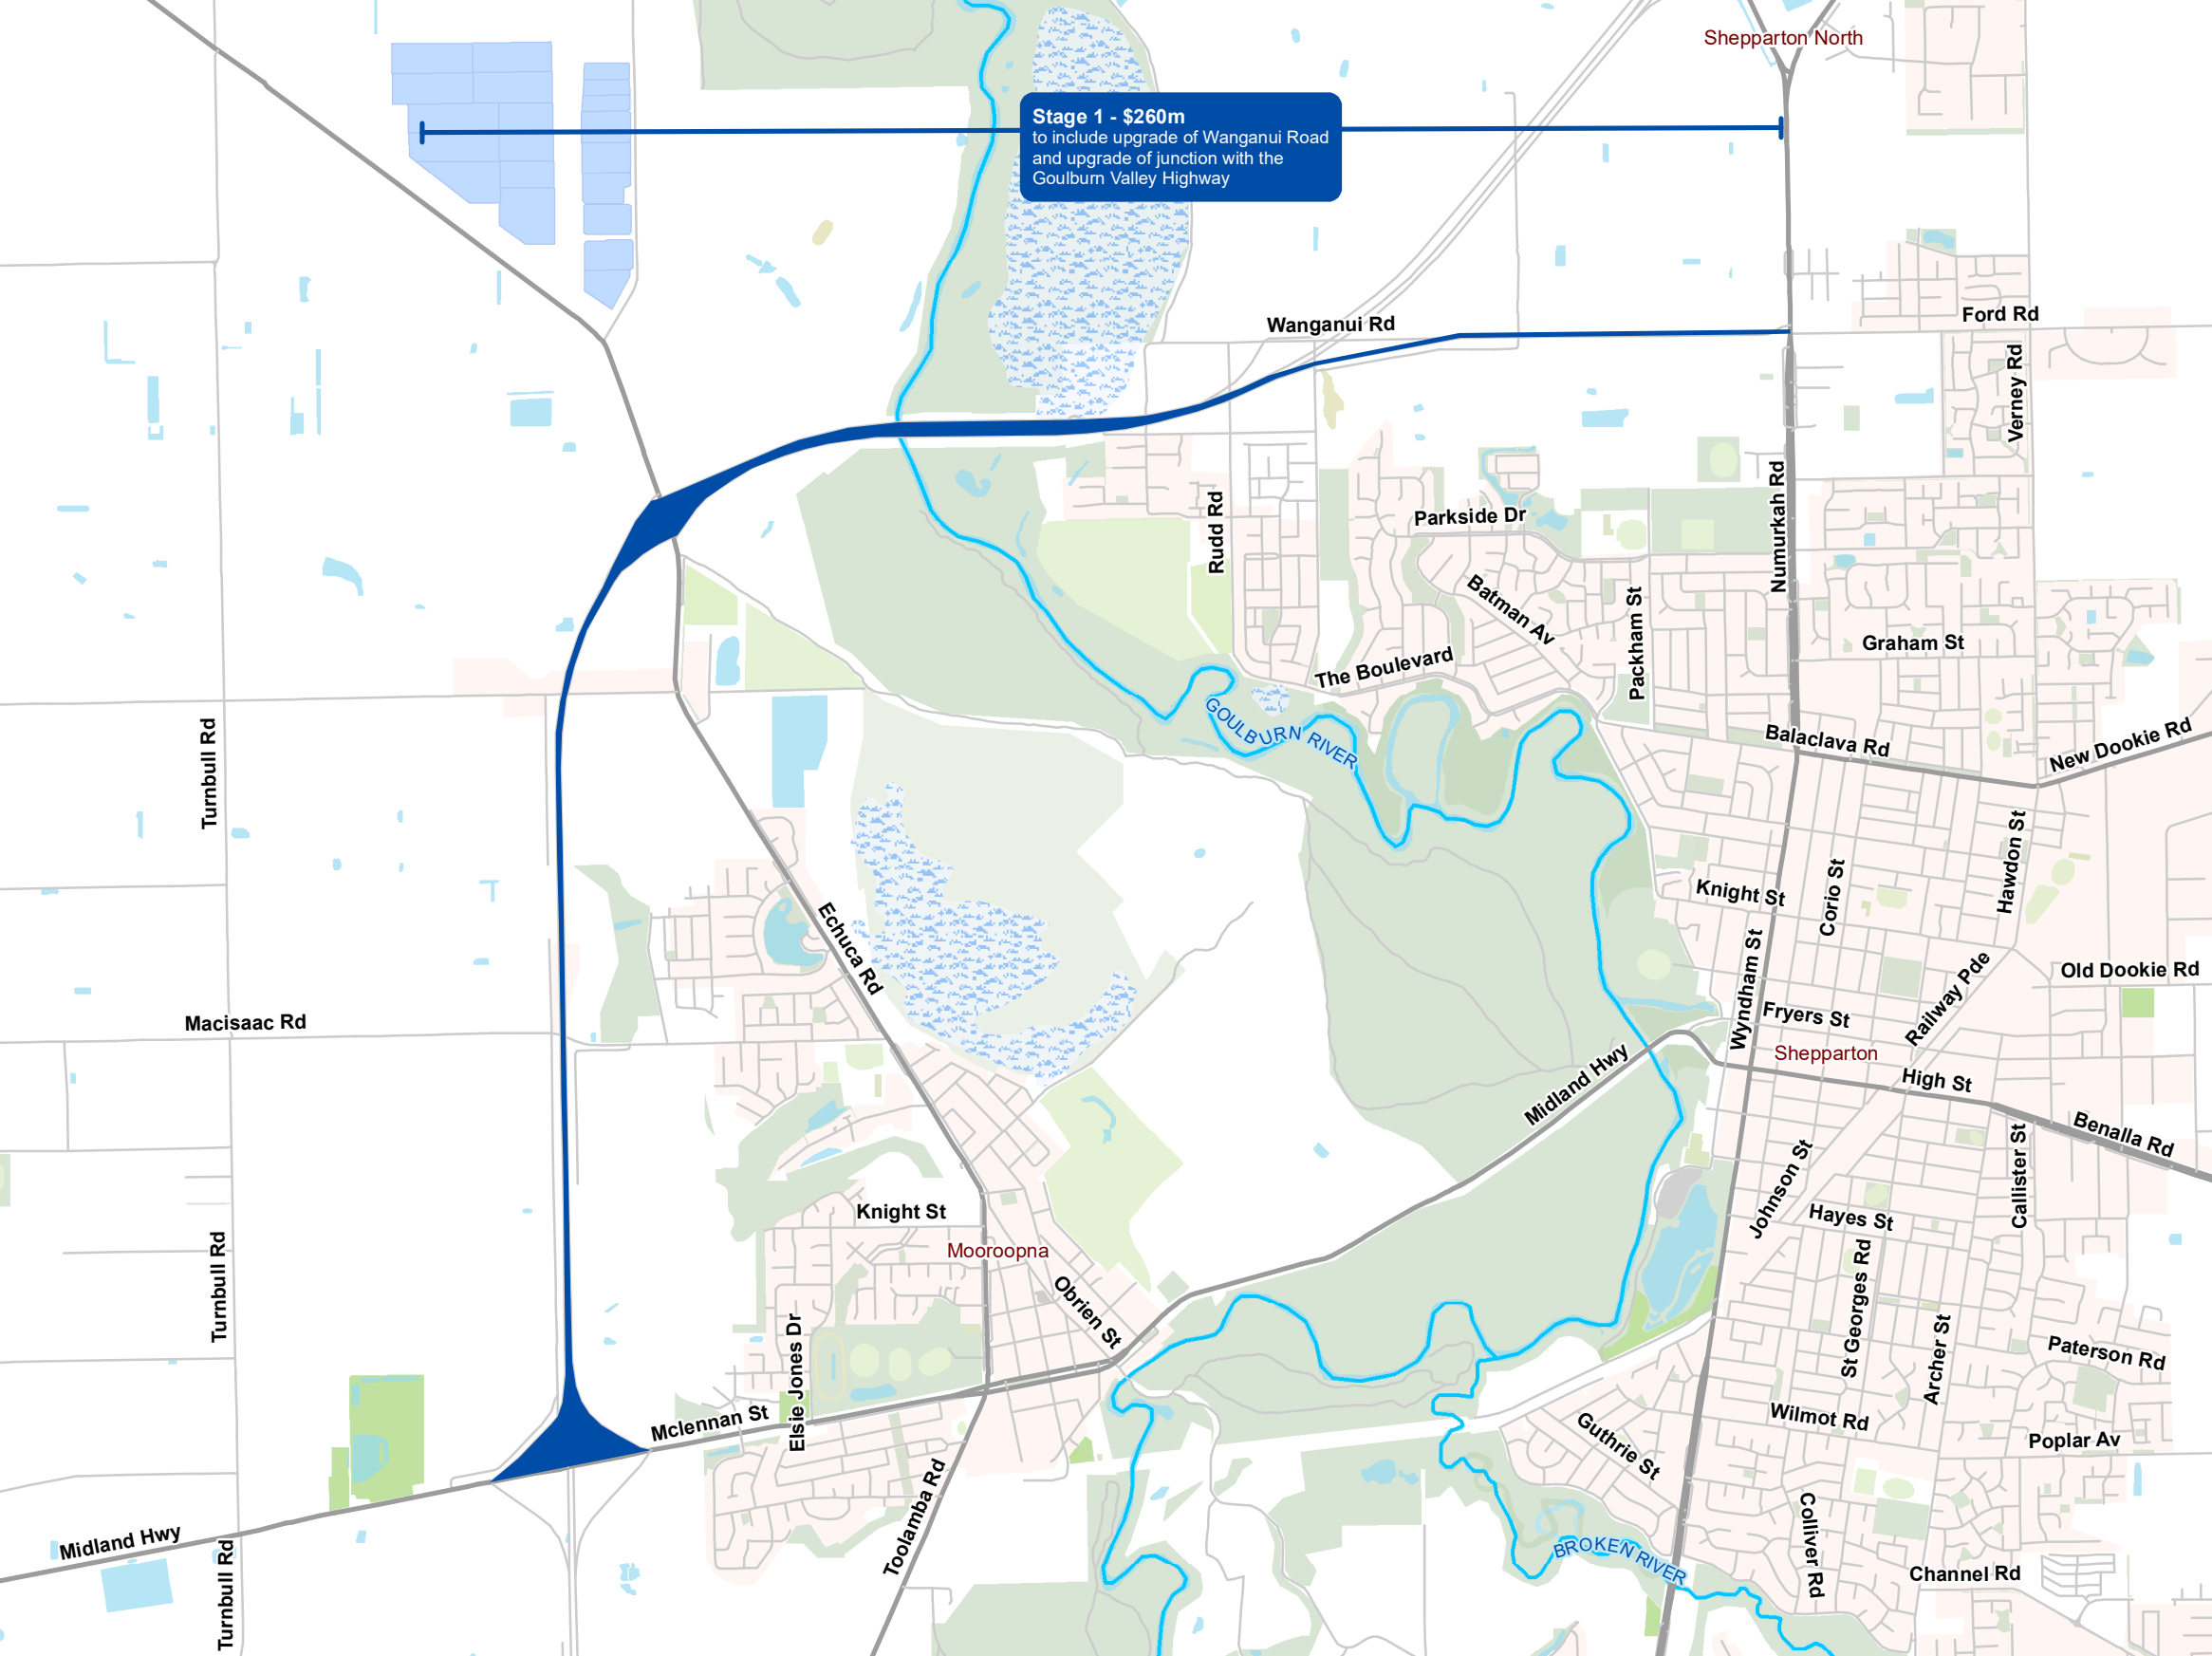 Shepparton North
Stage 1 - $260m
to include upgrade of Wanganui Road
and upgrade of junction with the
Goulburn Valley Highway
Wanganui Rd
Ford Rd
Verney Rd
Numurkah Rd
Rudd Rd
Parkside Dr
Batman Av
Packham St
Graham St
The Boulevard
GOULBURN RIVER
Balaclava Rd
New Dookie Rd
Turnbull Rd
Echuca Rd
Knight St
Corio St
Hawdon St
Wyndham St
Railway Pde
Old Dookie Rd
Macisaac Rd
Fryers St
Shepparton
Midland Hwy
High St
Benalla Rd
Callister St
Johnson St
Hayes St
Knight St
Mooroopna
Turnbull Rd
Obrien St
St Georges Rd
Archer St
Paterson Rd
Elsie Jones Dr
Mclennan St
Wilmot Rd
Poplar Av
Guthrie St
Toolamba Rd
Colliver Rd
Midland Hwy
Turnbull Rd
BROKEN RIVER
Channel Rd